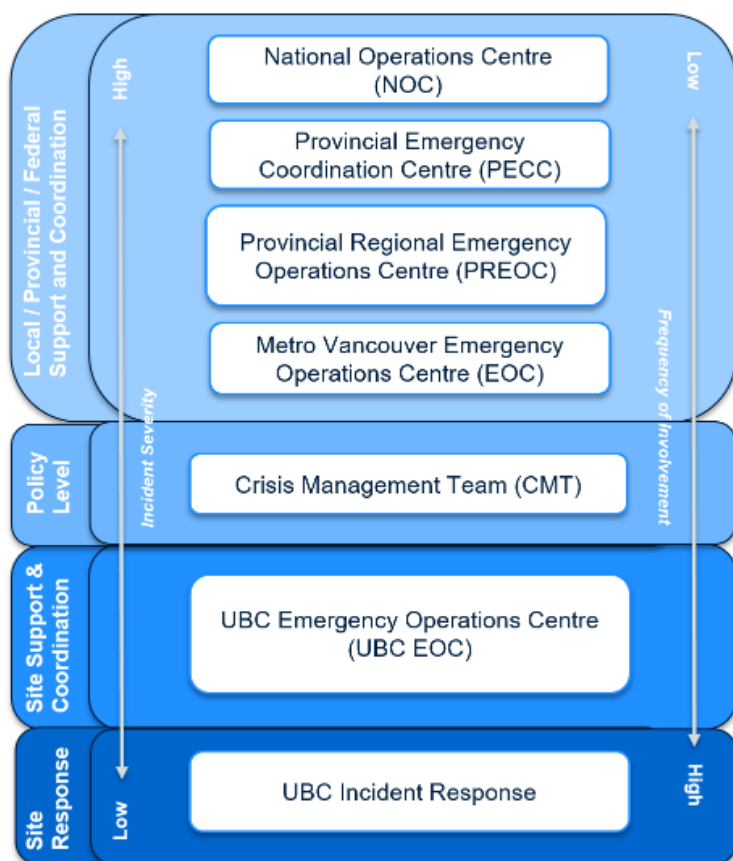 High
Low
National Operations Centre
(NOC)
Provincial Emergency
Coordination Centre (PECC)
Provincial Regional Emergency
Operations Centre (PREOC)
Metro Vancouver Emergency
Operations Centre (EOC)
Local / Provincial / Federal
Support and Coordination
Incident Severity
Frequency of Involvement
Policy
Level
Crisis Management Team (CMT)
Site Support &
Coordination
UBC Emergency Operations Centre
(UBC EOC)
Site
Response
UBC Incident Response
Low
High